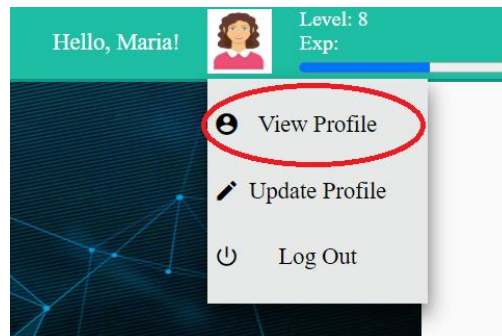 Hello, Maria!
Level: 8
Exp:
View Profile
Update Profile
Log Out